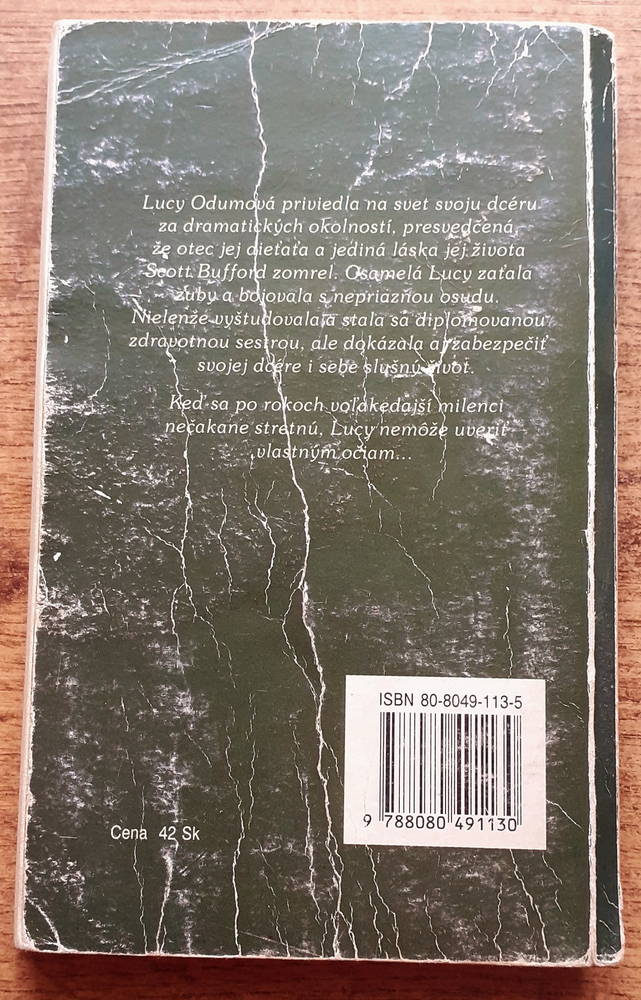 Lucy Odumová priviedla na svet svoju dcéru
za dramatických okolností, presvedčená,
že otec jej dieťaťa a jediná láska jej života
Scott Bufford zomrel. Osamelá Lucy zaťala
zuby a bojovala s nepriazňou osudu.
Nielenže vyštudovala a stala sa diplomovanou
zdravotnou sestrou, ale dokázala aj zabezpečiť
svojej dcére i sebe slušný život.
Keď sa po rokoch voľakedajší milenci
nečakane stretnú, Lucy nemôže uveriť
vlastným očiam...
ISBN 80-8049-113-5
9 788080 491130
Cena 42 Sk